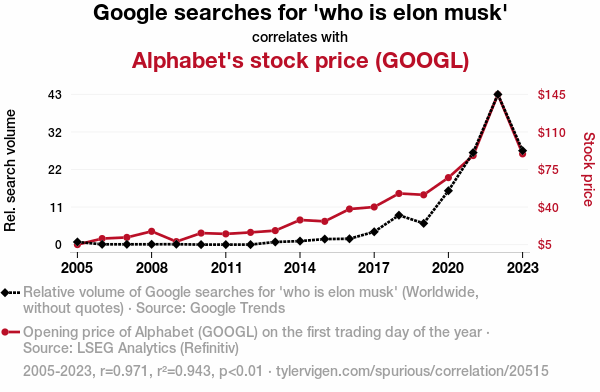 Google searches for 'who is elon musk'
correlates with
Alphabet's stock price (GOOGL)
43
32
22
11
0
Rel. search volume
$145
$110
$75
$40
$5
Stock price
2005 2008 2011 2014 2017 2020 2023
Relative volume of Google searches for 'who is elon musk' (Worldwide,
without quotes) · Source: Google Trends
Opening price of Alphabet (GOOGL) on the first trading day of the year ·
Source: LSEG Analytics (Refinitiv)
2005-2023, r=0.971, r²=0.943, p<0.01 · tylervigen.com/spurious/correlation/20515